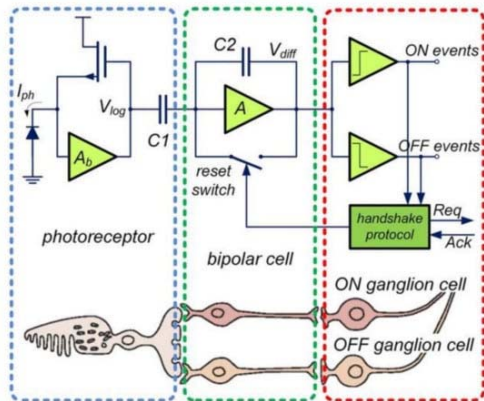 C2
V_diff
ON events
I_ph
V_log
C1
A
A_b
OFF events
reset
switch
handshake
protocol
Req
Ack
photoreceptor
bipolar cell
ON ganglion cell
OFF ganglion cell